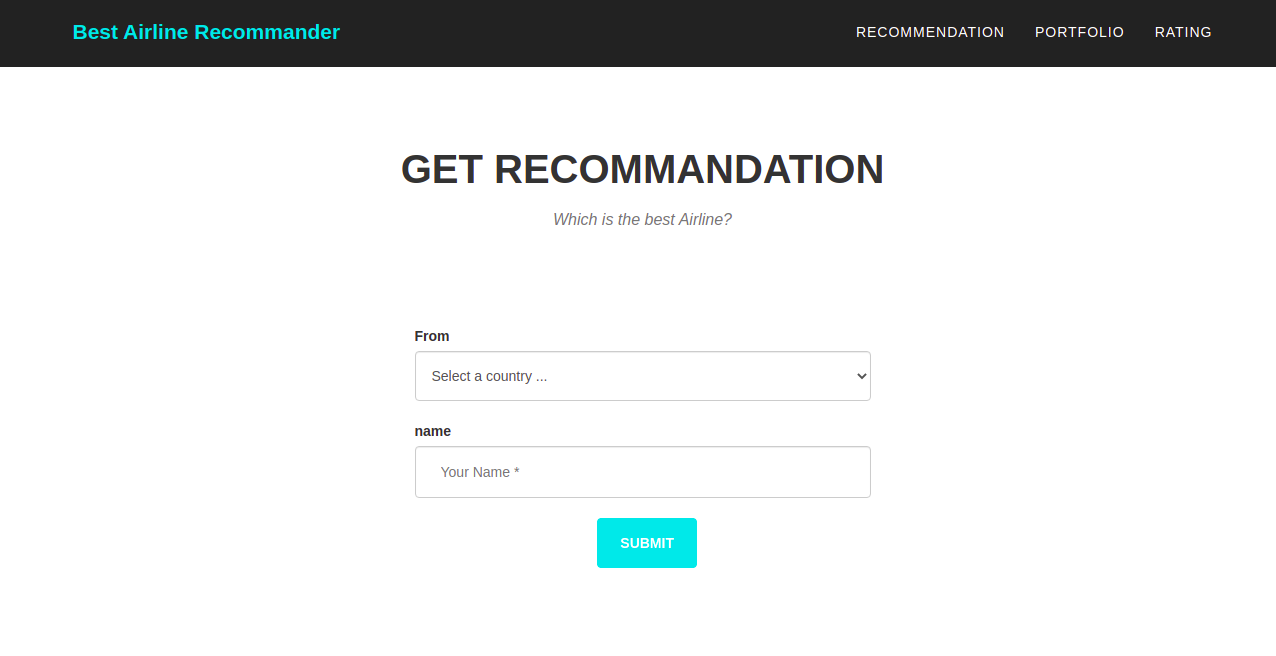 Best Airline Recommander
RECOMMENDATION PORTFOLIO RATING
GET RECOMMANDATION
Which is the best Airline?
From
Select a country ...
name
Your Name *
SUBMIT